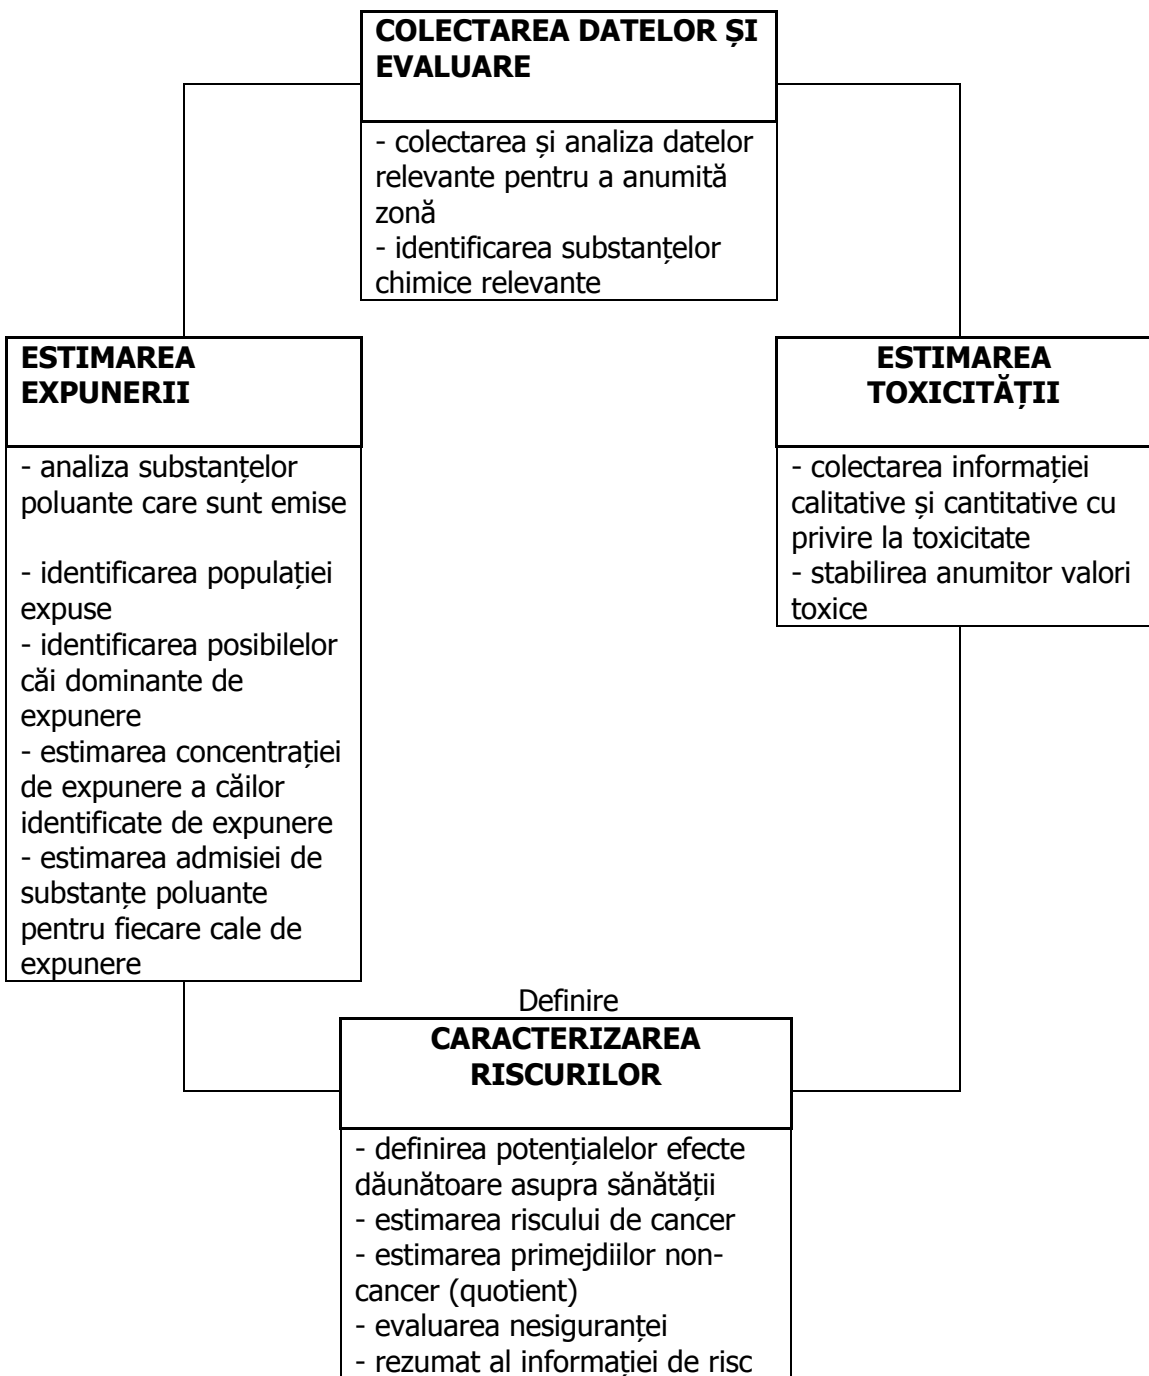 COLECTAREA DATELOR ȘI
EVALUARE
- colectarea și analiza datelor
relevante pentru a anumită
zonă
- identificarea substanțelor
chimice relevante
ESTIMAREA
EXPUNERII
- analiza substanțelor
poluante care sunt emise
- identificarea populației
expuse
- identificarea posibilelor
căi dominante de
expunere
- estimarea concentrației
de expunere a căilor
identificate de expunere
- estimarea admisiei de
substanțe poluante
pentru fiecare cale de
expunere
ESTIMAREA
TOXICITĂȚII
- colectarea informației
calitative și cantitative cu
privire la toxicitate
- stabilirea anumitor valori
toxice
Definire
CARACTERIZAREA
RISCURILOR
- definirea potențialelor efecte
dăunătoare asupra sănătății
- estimarea riscului de cancer
- estimarea primejdiilor non-
cancer (quotient)
- evaluarea nesiguranței
- rezumat al informației de risc